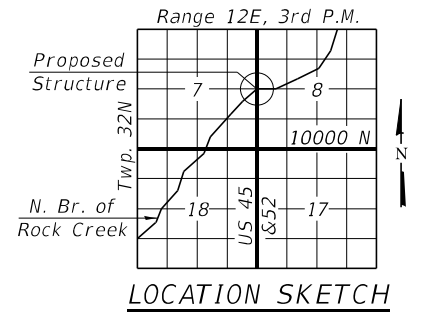 Range 12E, 3rd P.M.
Proposed
Structure
7
8
Twp. 32N
10000 N
N
N. Br. of
Rock Creek
18
US 45
&52
17
LOCATION SKETCH